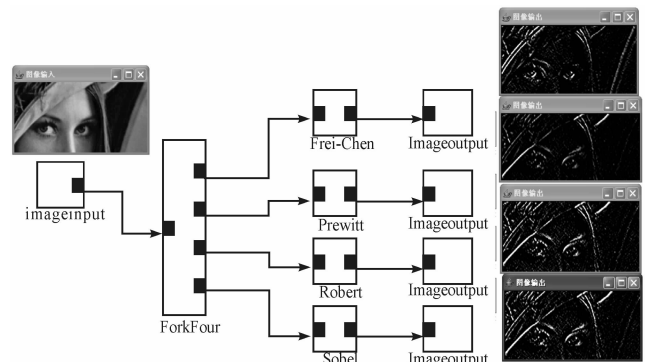 图像输出
图像输入
图像输出
图像输出
图像输出
imageinput
ForkFour
Frei-Chen
Imageoutput
Prewitt
Imageoutput
Robert
Imageoutput
Sobel
Imageoutput